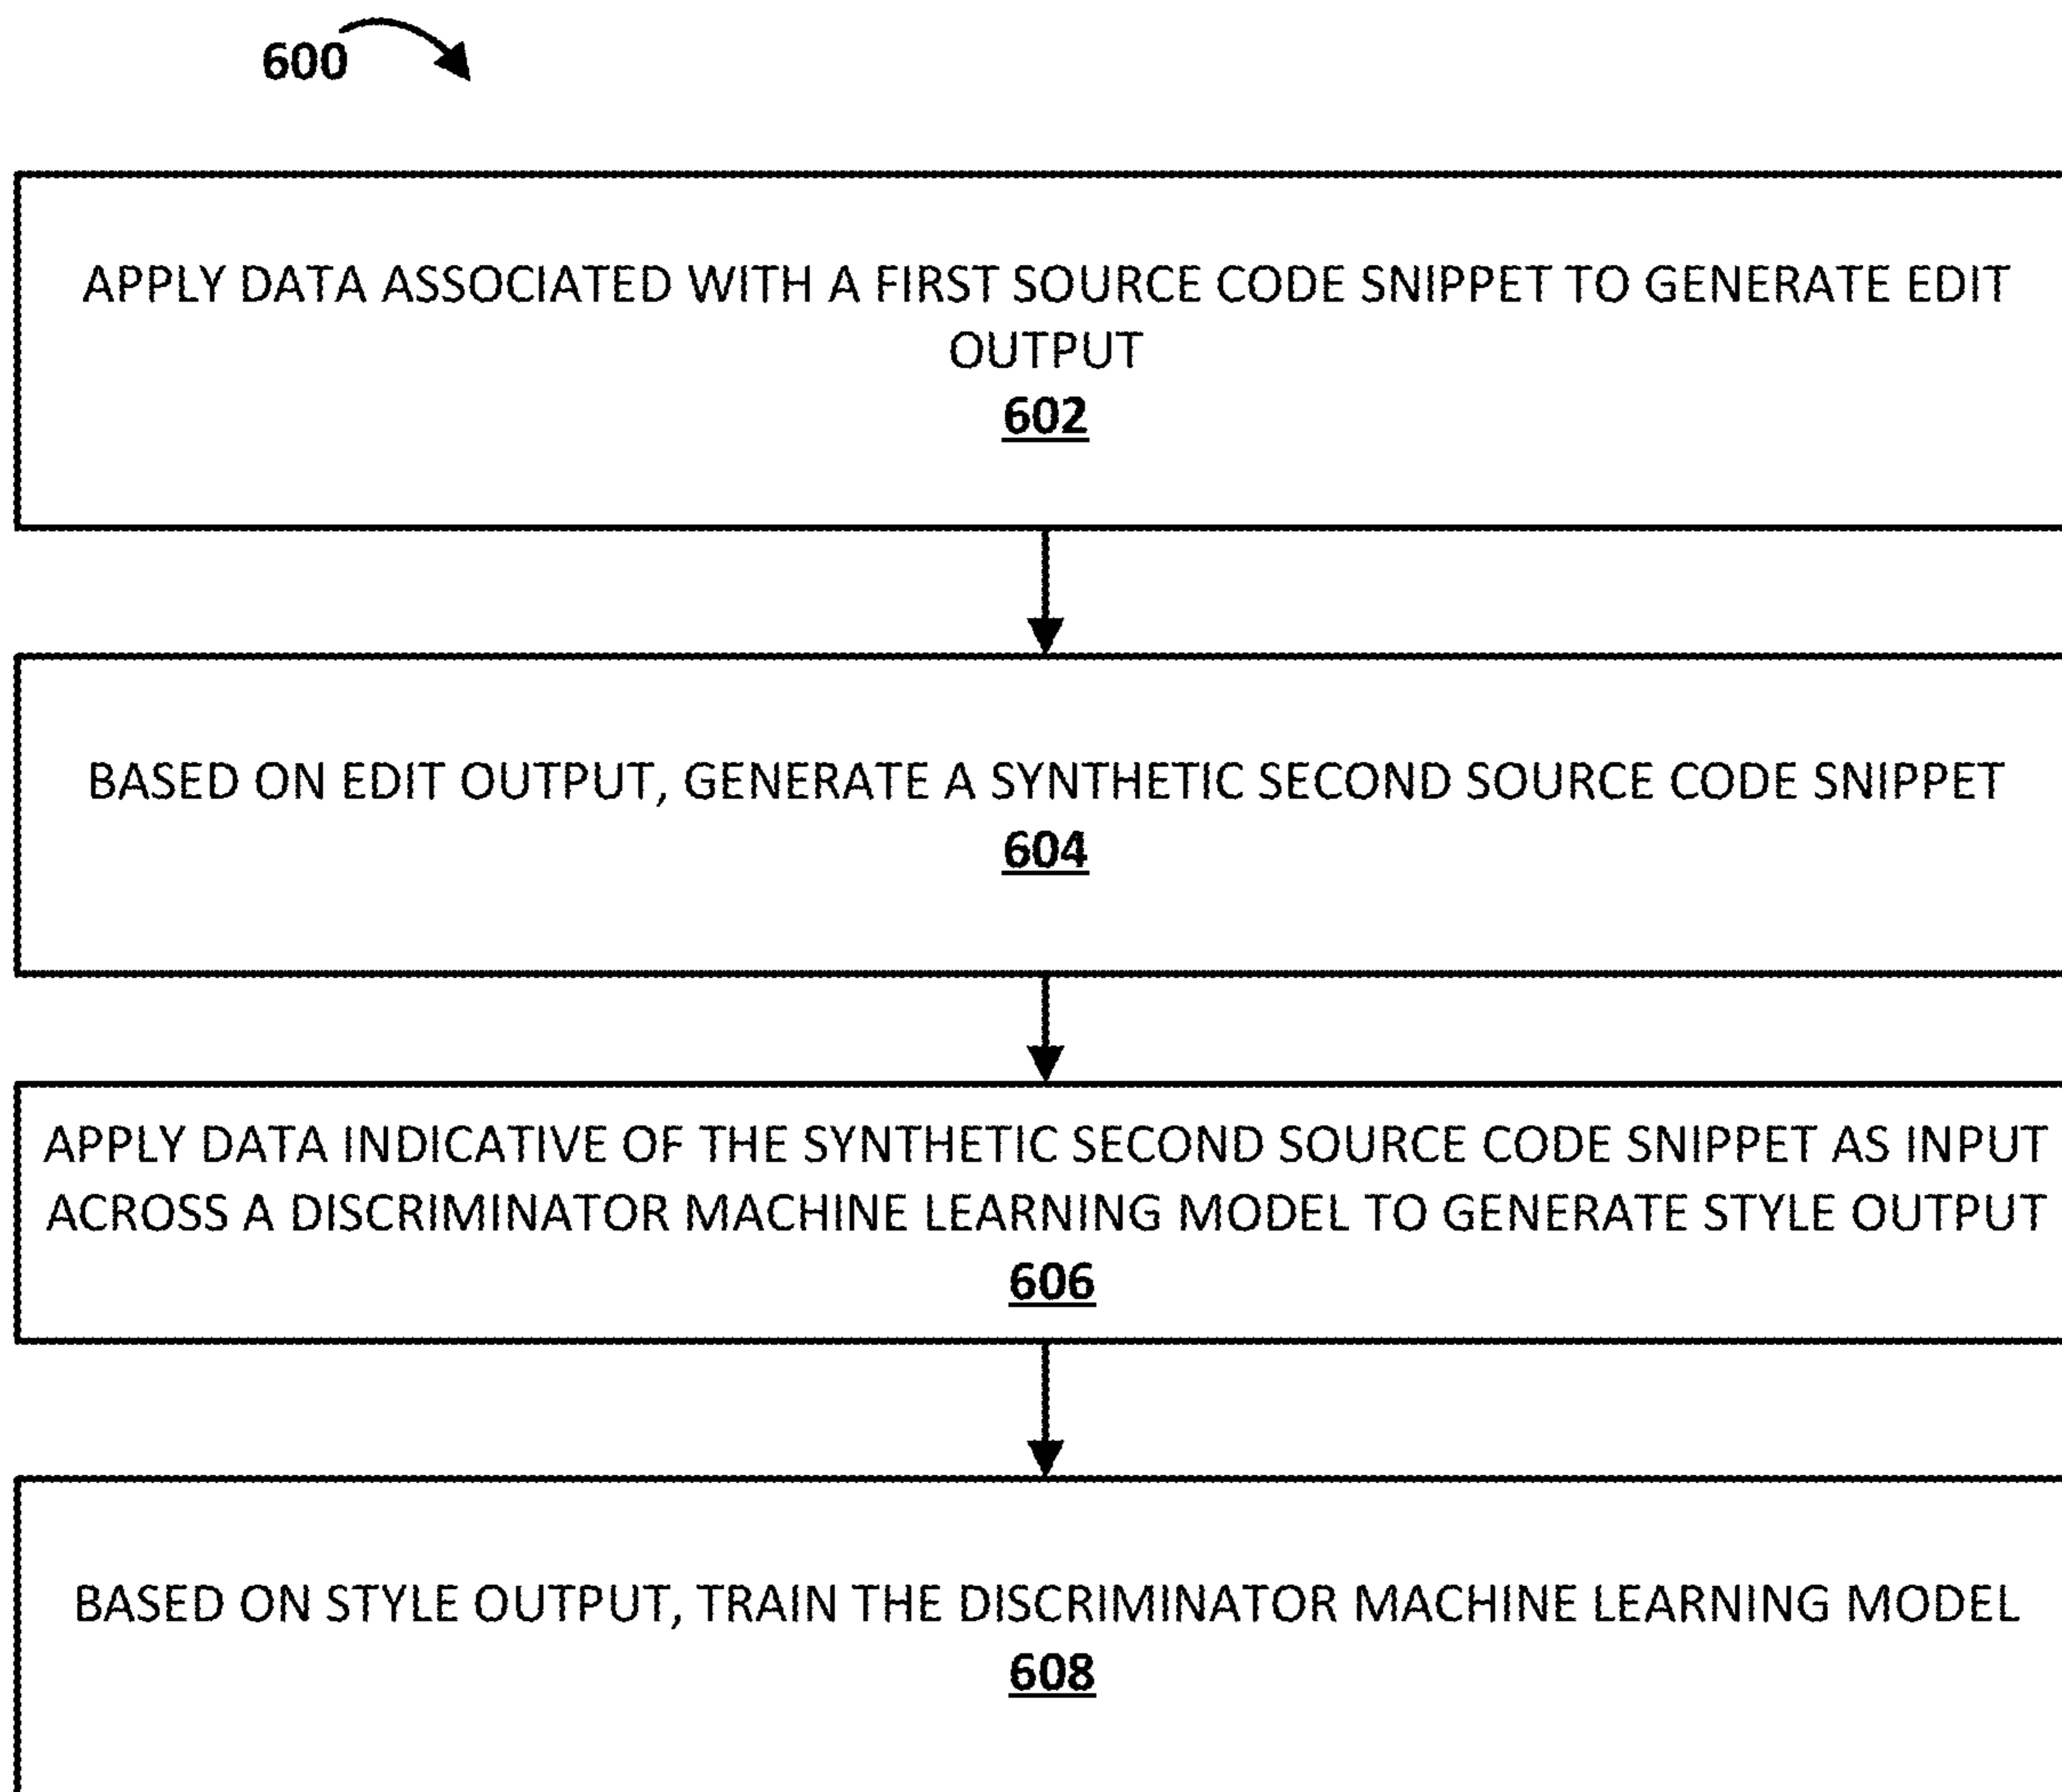 600
APPLY DATA ASSOCIATED WITH A FIRST SOURCE CODE SNIPPET TO GENERATE EDIT
OUTPUT
602
BASED ON EDIT OUTPUT, GENERATE A SYNTHETIC SECOND SOURCE CODE SNIPPET
604
APPLY DATA INDICATIVE OF THE SYNTHETIC SECOND SOURCE CODE SNIPPET AS INPUT
ACROSS A DISCRIMINATOR MACHINE LEARNING MODEL TO GENERATE STYLE OUTPUT
606
BASED ON STYLE OUTPUT, TRAIN THE DISCRIMINATOR MACHINE LEARNING MODEL
608